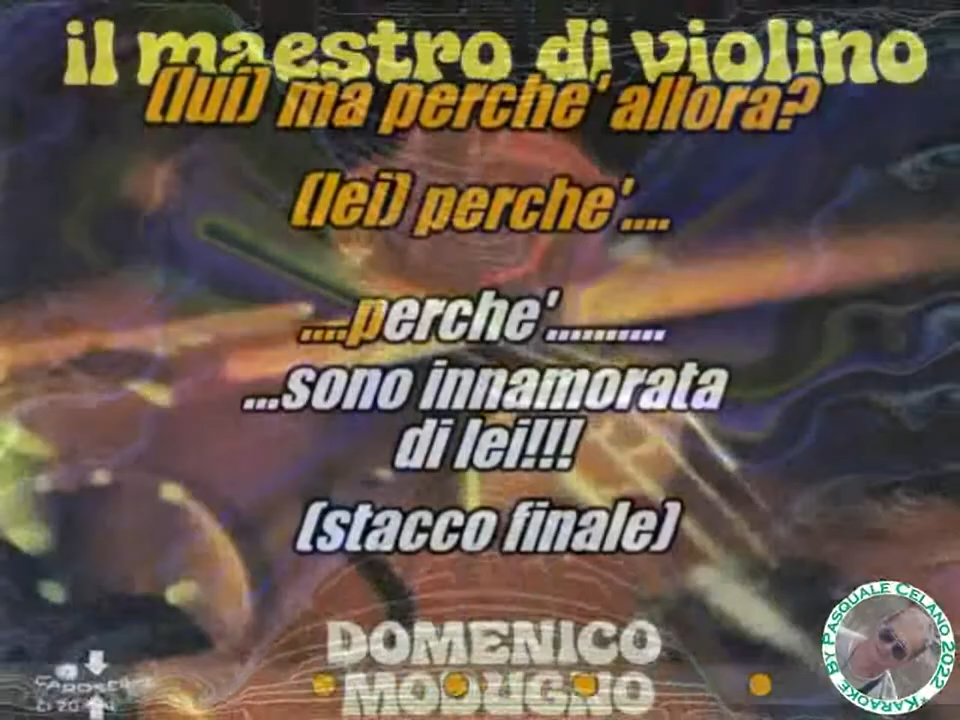 il maestro di violino
(lui) ma perche' allora?
(lei) perche'....
....perche'..........
...sono innamorata
di lei!!!
(stacco finale)
DOMENICO
MODUGNO
KARAOKE BY PASQUALE CELANO 2022